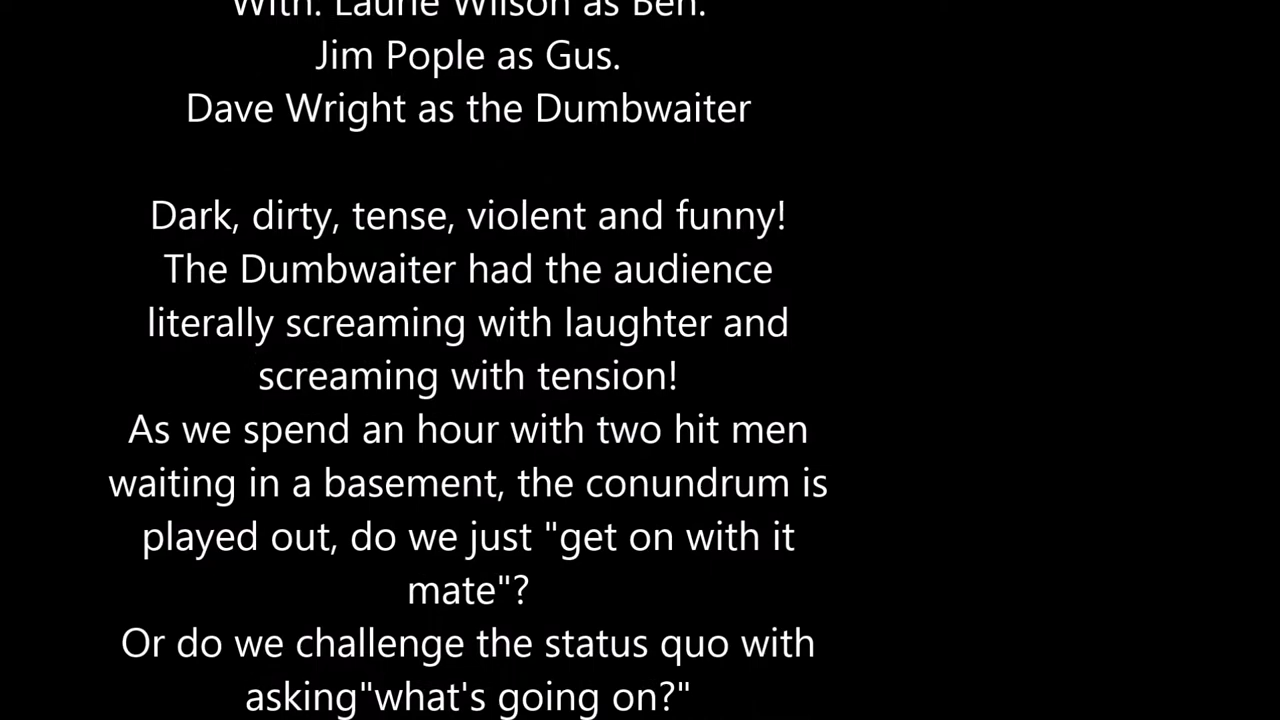 With: Laurie Wilson as Ben.
Jim Pople as Gus.
Dave Wright as the Dumbwaiter
Dark, dirty, tense, violent and funny!
The Dumbwaiter had the audience
literally screaming with laughter and
screaming with tension!
As we spend an hour with two hit men
waiting in a basement, the conundrum is
played out, do we just "get on with it
mate"?
Or do we challenge the status quo with
asking"what's going on?"